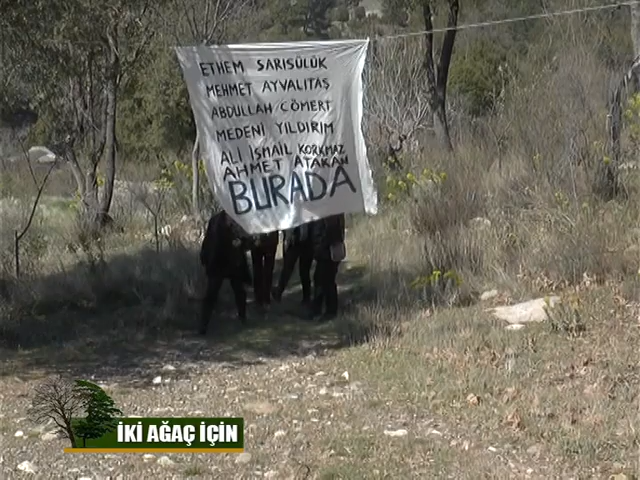 ETHEM SARISÜLÜK
MEHMET AYVALITAŞ
ABDULLAH CÖMERT
MEDENİ YILDIRIM
ALİ İSMAİL KORKMAZ
AHMET ATAKAN
BURADA
İKİ AĞAÇ İÇİN